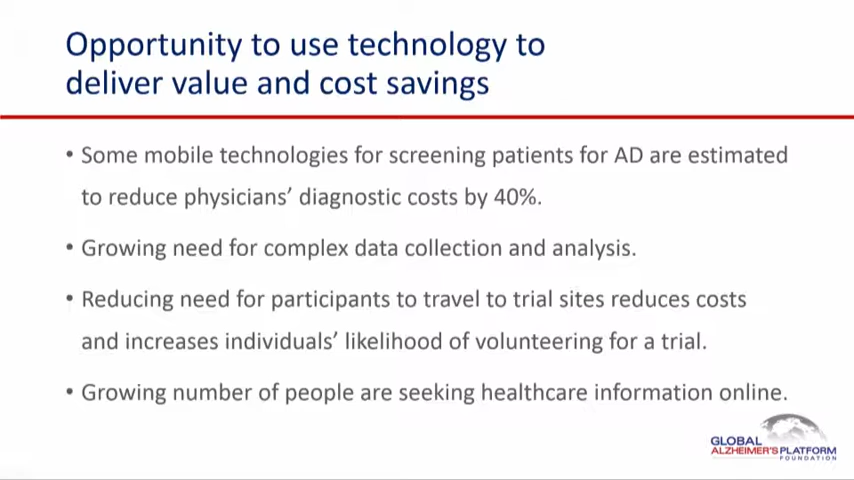 Opportunity to use technology to
deliver value and cost savings
• Some mobile technologies for screening patients for AD are estimated
to reduce physicians’ diagnostic costs by 40%.
• Growing need for complex data collection and analysis.
• Reducing need for participants to travel to trial sites reduces costs
and increases individuals’ likelihood of volunteering for a trial.
• Growing number of people are seeking healthcare information online.
GLOBAL
ALZHEIMER'S PLATFORM
FOUNDATION